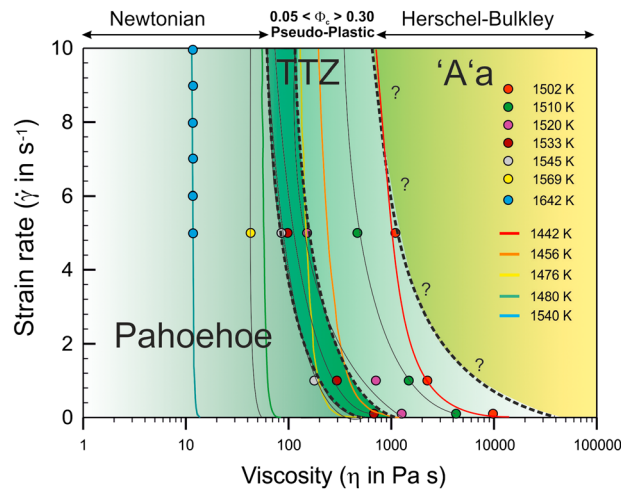 Newtonian
0.05 < Φc > 0.30
Pseudo-Plastic
Herschel-Bulkley
TTZ
‘A’a
Pahoehoe
?
?
?
?
1502 K
1510 K
1520 K
1533 K
1545 K
1569 K
1642 K
1442 K
1456 K
1476 K
1480 K
1540 K
Strain rate (γ̇ in s-1)
10
8
6
4
2
0
1
10
100
1000
10000
100000
Viscosity (η in Pa s)